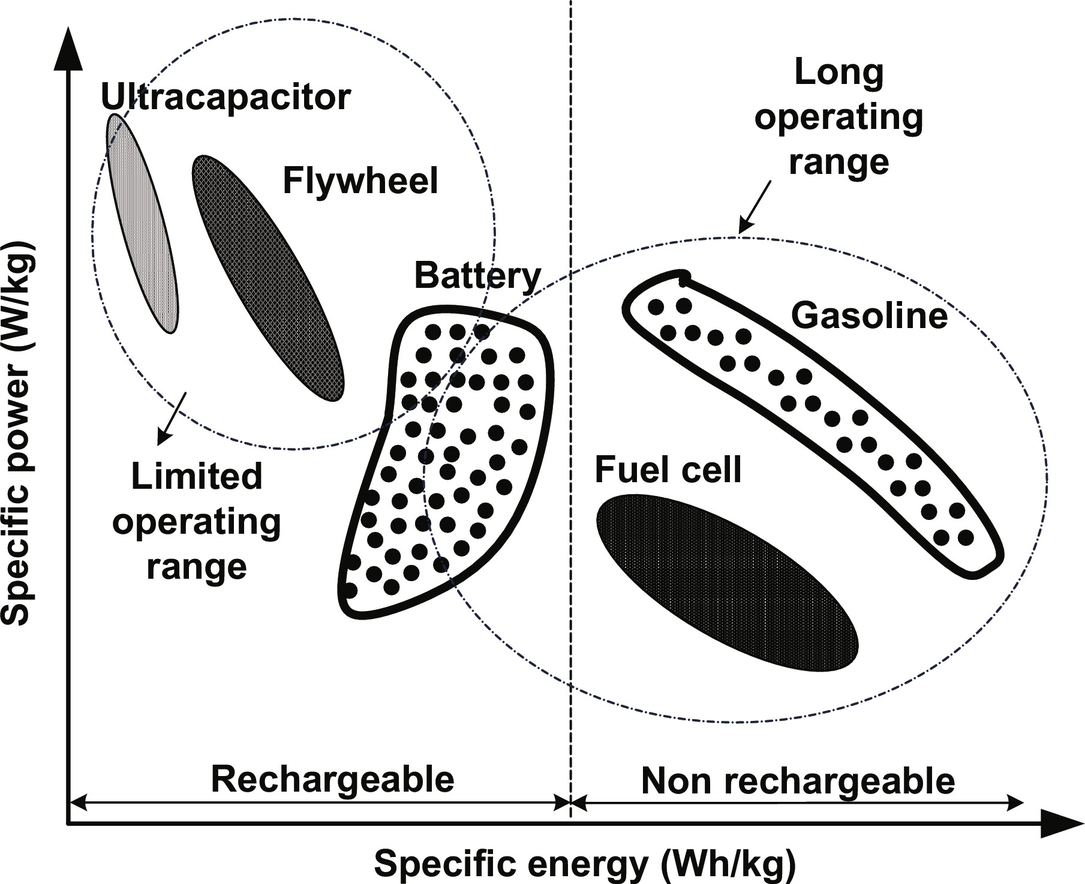 Ultracapacitor
Flywheel
Battery
Long
operating
range
Gasoline
Fuel cell
Limited
operating
range
Specific power (W/kg)
Rechargeable
Non rechargeable
Specific energy (Wh/kg)